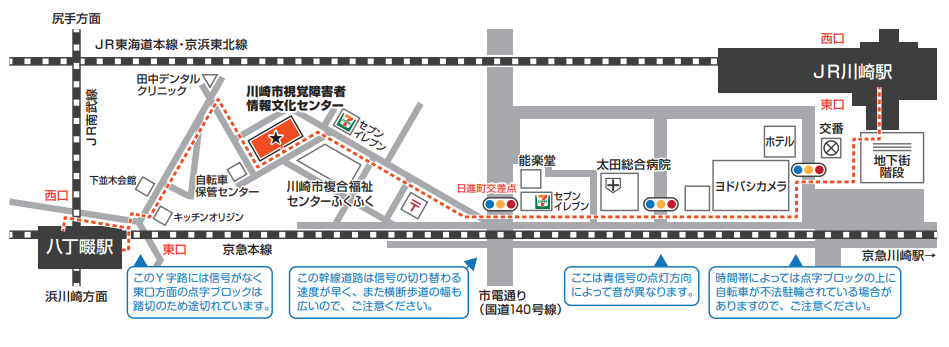 尻手方面
JR東海道本線・京浜東北線
西口
JR川崎駅
田中デンタル
クリニック
川崎市視覚障害者
情報文化センター
JR南武線
セブン
イレブン
東口
交番
ホテル
地下街
階段
能楽堂
太田総合病院
ヨドバシカメラ
下並木会館
自転車
保管センター
川崎市複合福祉
センターふくふく
日進町交差点
セブン
イレブン
西口
キッチンオリジン
八丁畷駅
東口
京急本線
京急川崎駅→
浜川崎方面
このY字路には信号がなく
東口方面の点字ブロックは
踏切のため途切れています。
この幹線道路は信号の切り替わる
速度が早く、また横断歩道の幅も
広いので、ご注意ください。
市電通り
（国道140号線）
ここは青信号の点灯方向
によって音が異なります。
時間帯によっては点字ブロックの上に
自転車が不法駐輪されている場合が
ありますので、ご注意ください。